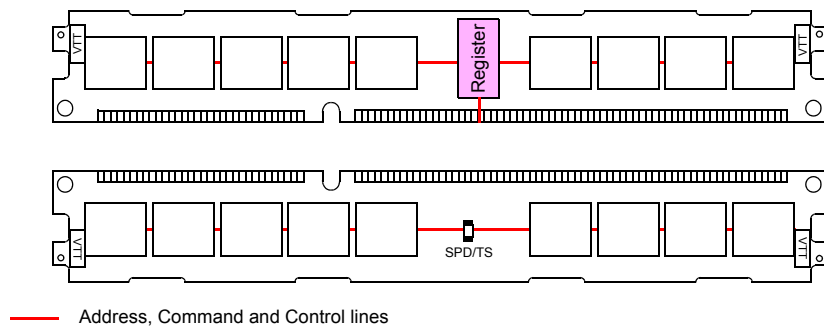 VTT
Register
VTT
VTT
SPD/TS
VTT
Address, Command and Control lines